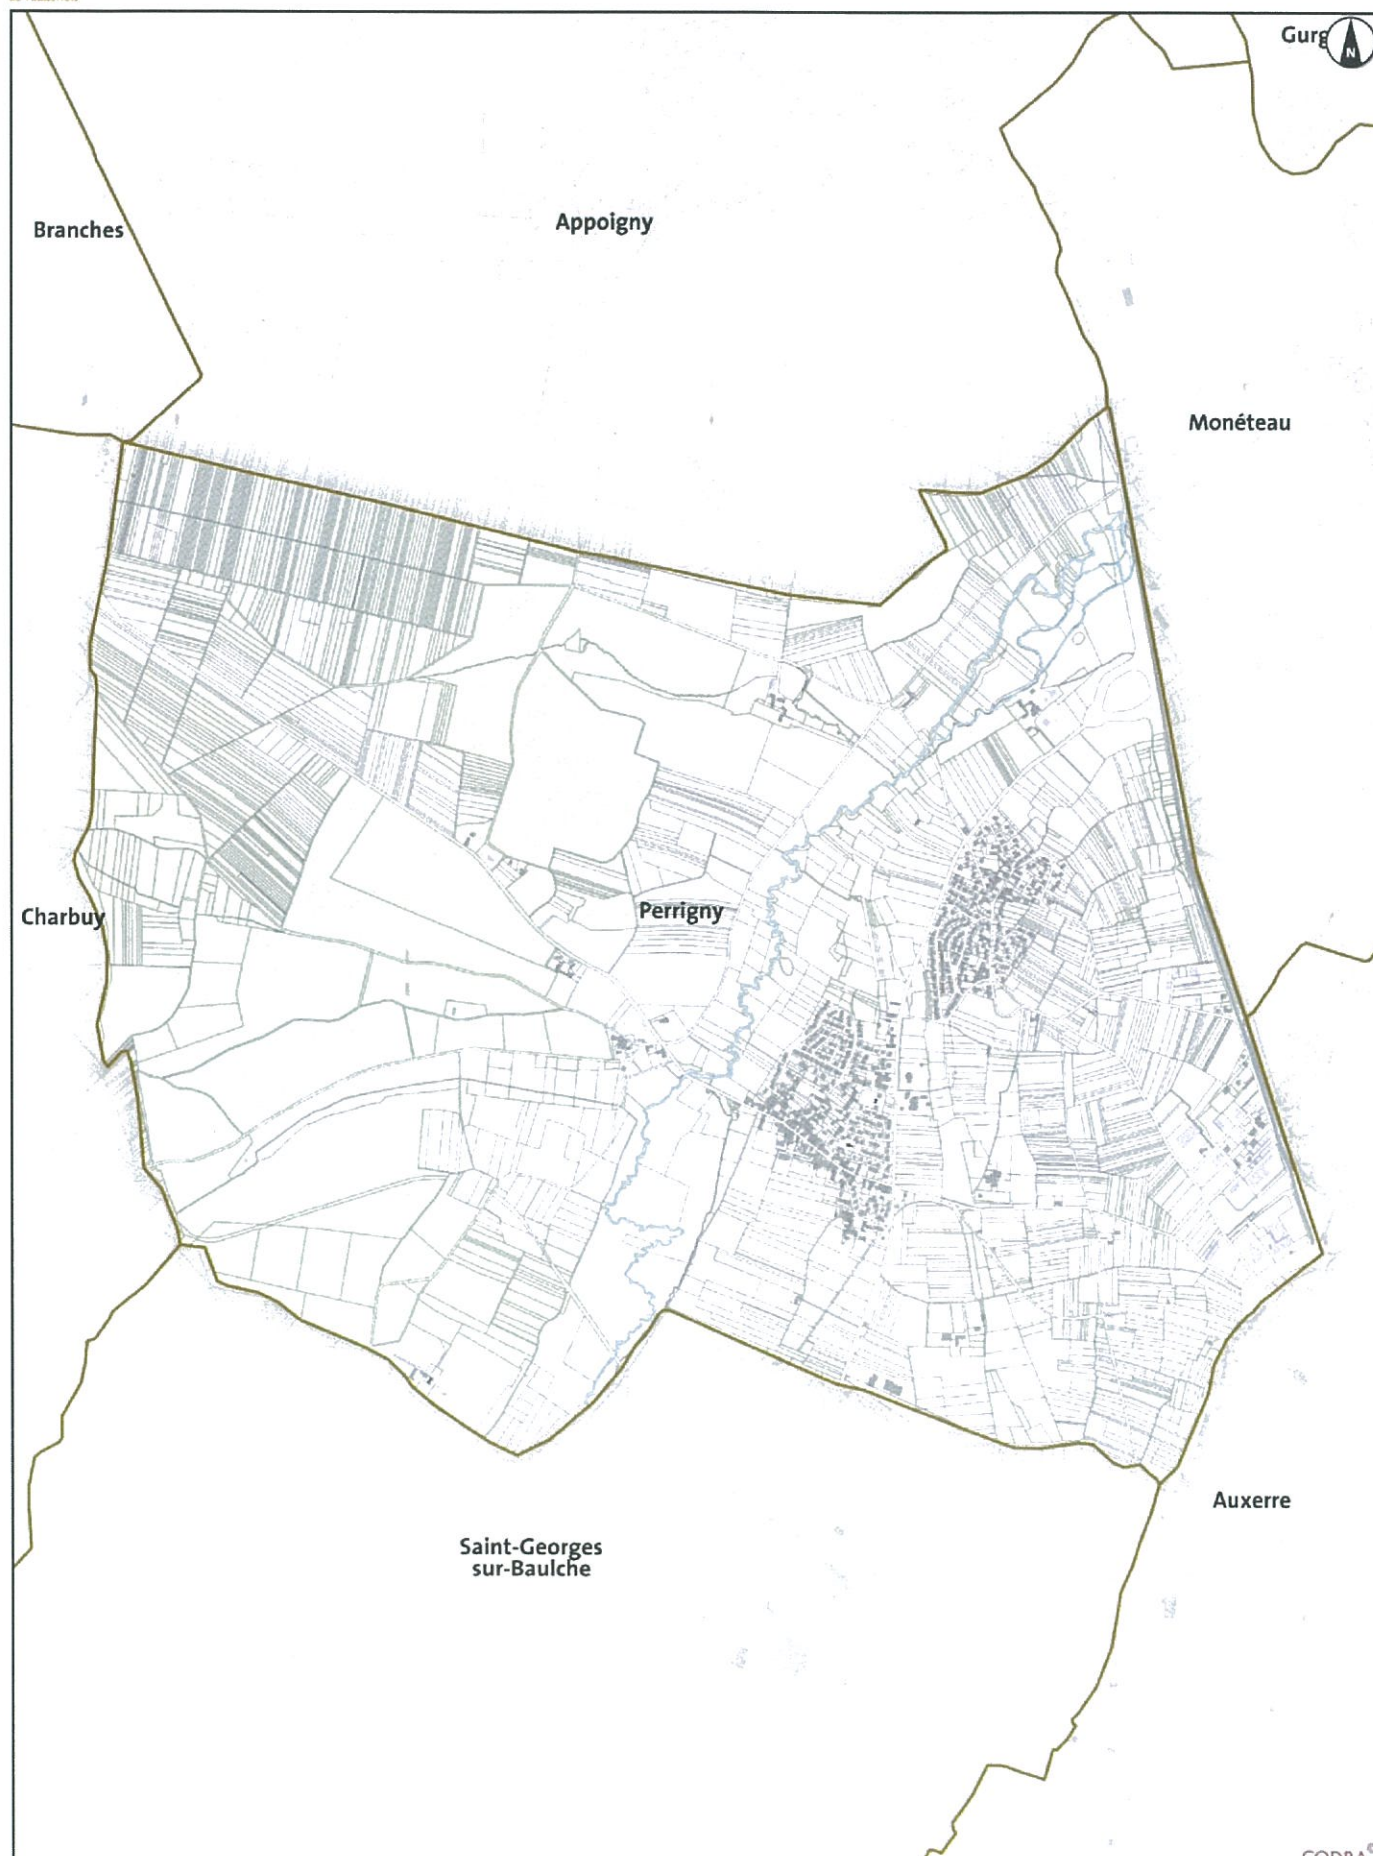 Gurg
N
Branches
Appoigny
Monéteau
Charbuy
Perrigny
Auxerre
Saint-Georges
sur-Baulche